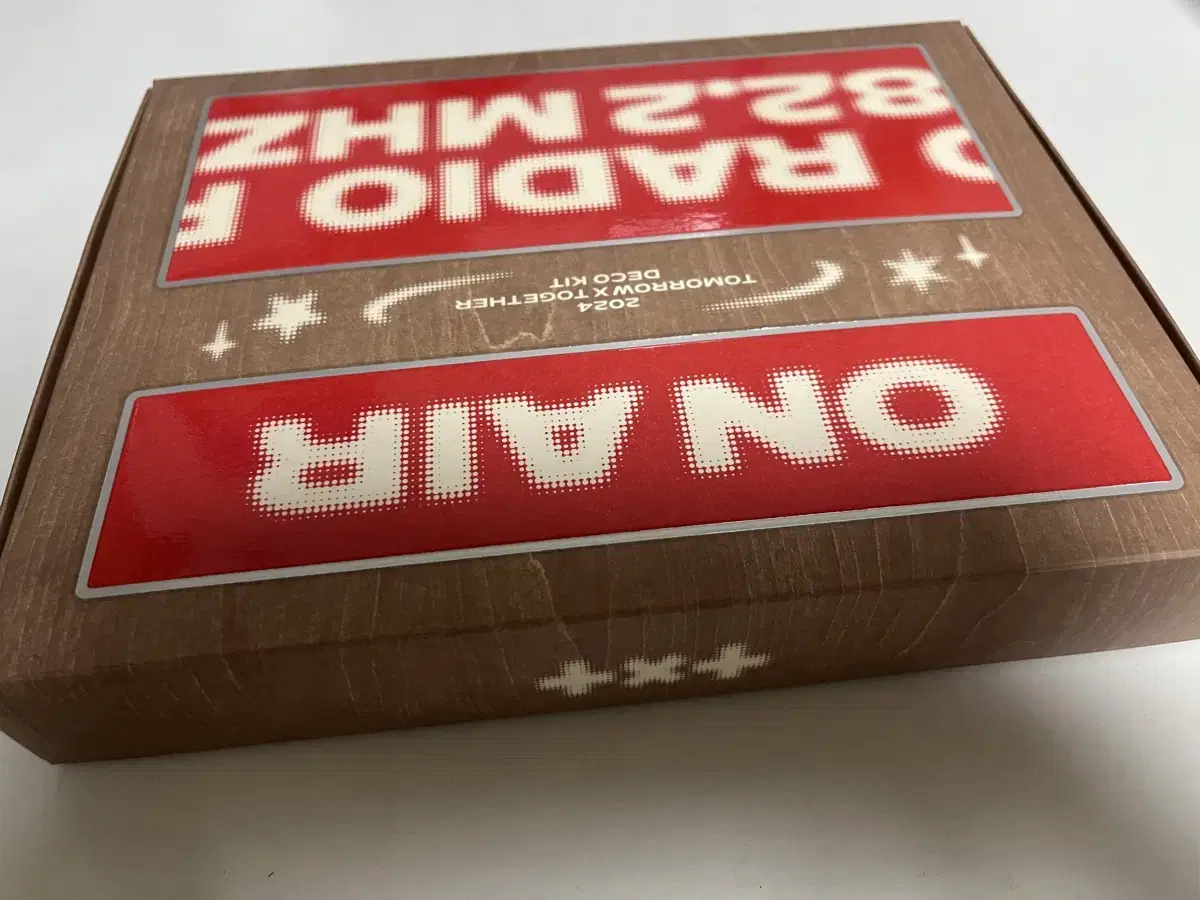 ON AIR
2024
TOMORROW X TOGETHER
DECO KIT
O RADIO F
82.2 MHZ
+x+